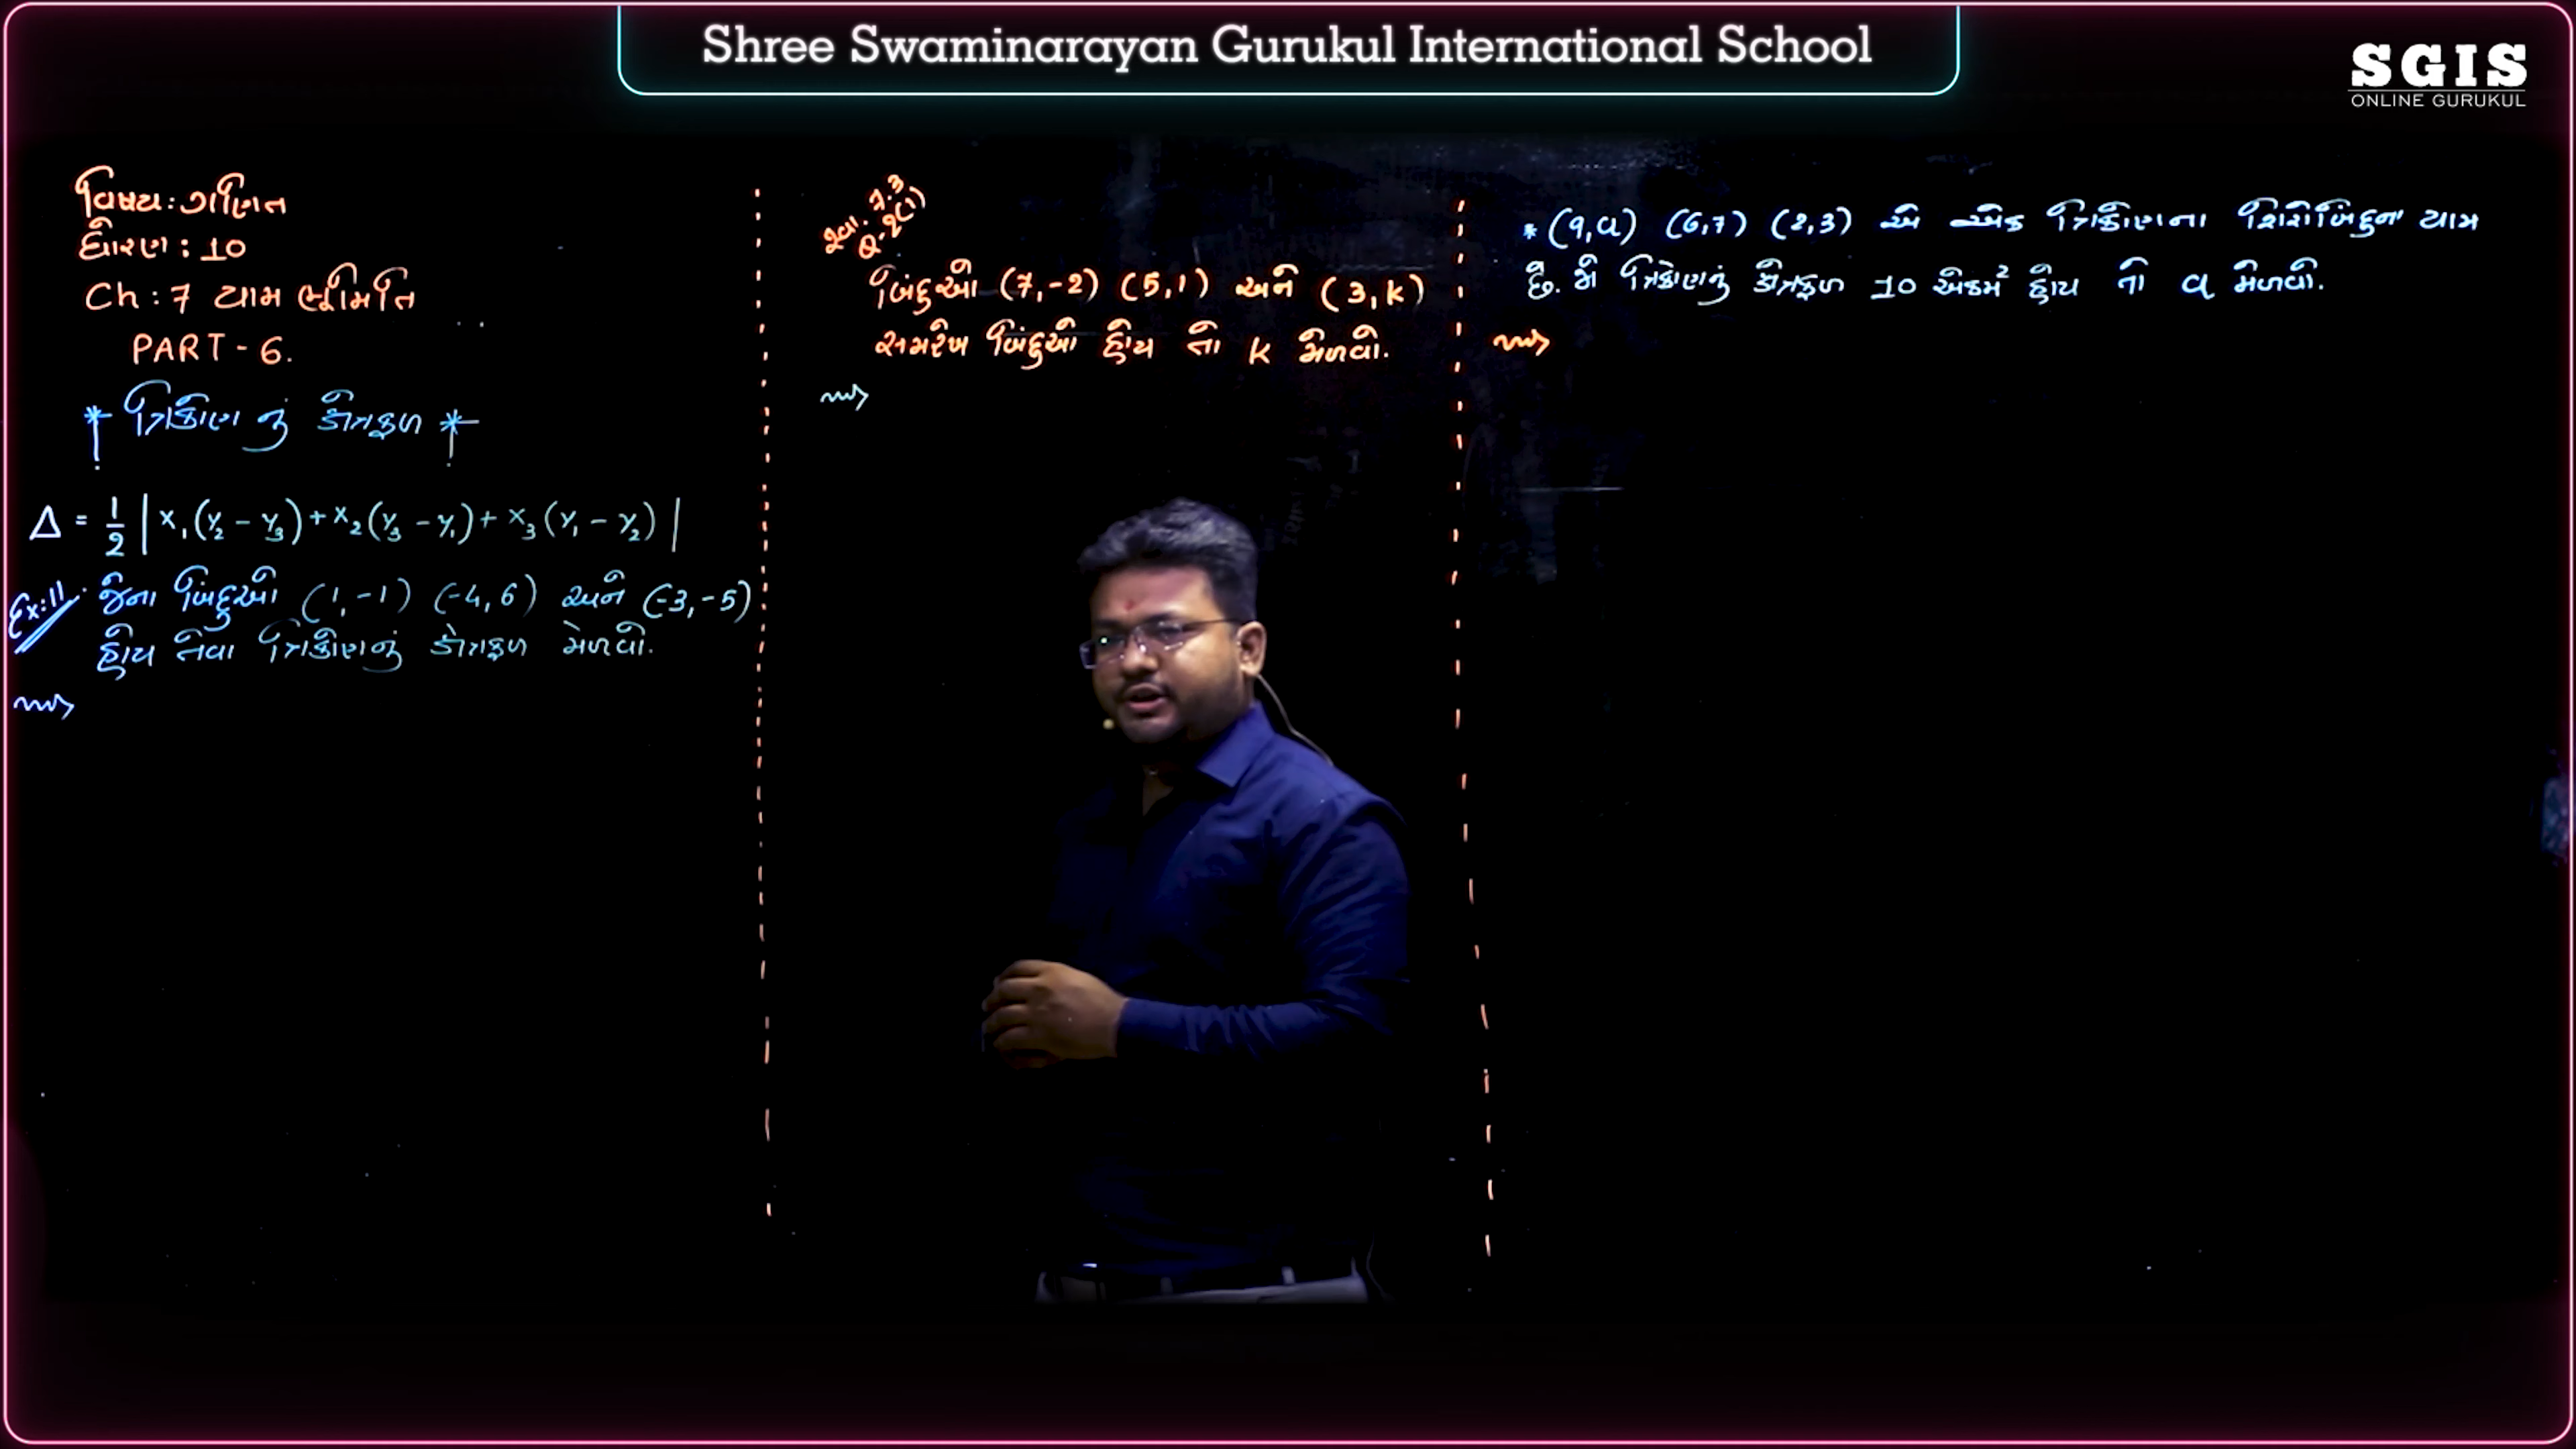 Shree Swaminarayan Gurukul International School
SGIS
ONLINE GURUKUL
વિષય: ગણિત
ધોરણ: 10
Ch: 7 યામ ભૂમિતિ
PART-6.
* ત્રિકોણ નું ક્ષેત્રફળ *
Δ = 1/2 | x₁(y₂ - y₃) + x₂(y₃ - y₁) + x₃(y₁ - y₂) |
Ex:11 જેના બિંદુઓ (1,-1) (-4,6) અને (-3,-5)
હોય તેવા ત્રિકોણનું ક્ષેત્રફળ મેળવો.
સ્વા. 7.3
Q-2(1)
બિંદુઓ (7,-2) (5,1) અને (3,k)
સમરેખ બિંદુઓ હોય તો k મેળવો.
* (9,a) (6,7) (2,3) એ એક ત્રિકોણના શિરોબિંદુના યામ
છે. જો ત્રિકોણનું ક્ષેત્રફળ 10 એકમ² હોય તો a મેળવો.